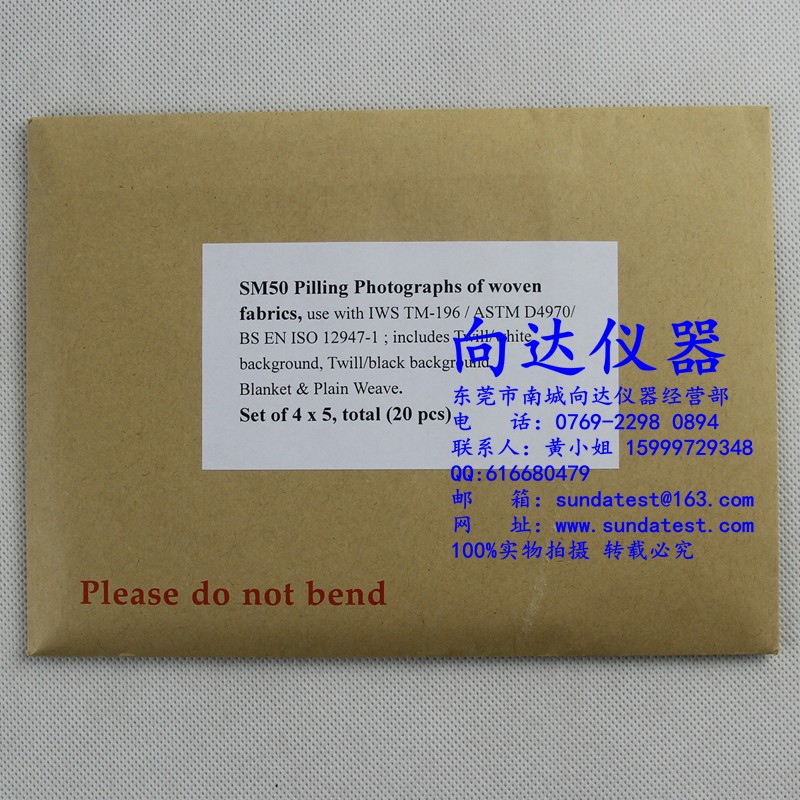 SM50 Pilling Photographs of woven
fabrics, use with IWS TM-196 / ASTM D4970/
BS EN ISO 12947-1 ; includes Twill/white
background, Twill/black background,
Blanket & Plain Weave.
Set of 4 x 5, total (20 pcs)
向达仪器
东莞市南城向达仪器经营部
电 话：0769-2298 0894
联系人：黄小姐 15999729348
QQ:616680479
邮 箱：sundatest@163.com
网 址：www.sundatest.com
100%实物拍摄 转载必究
Please do not bend